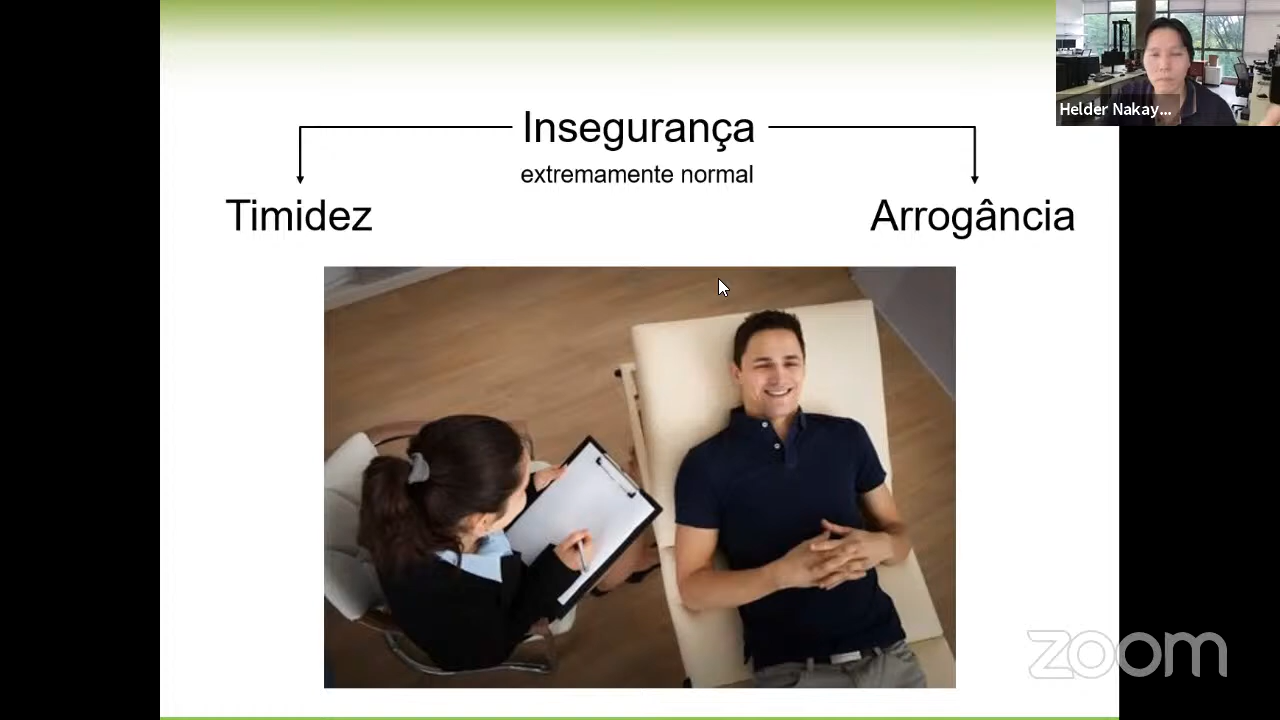 Insegurança
extremamente normal
Timidez
Arrogância
Helder Nakay...
zoom